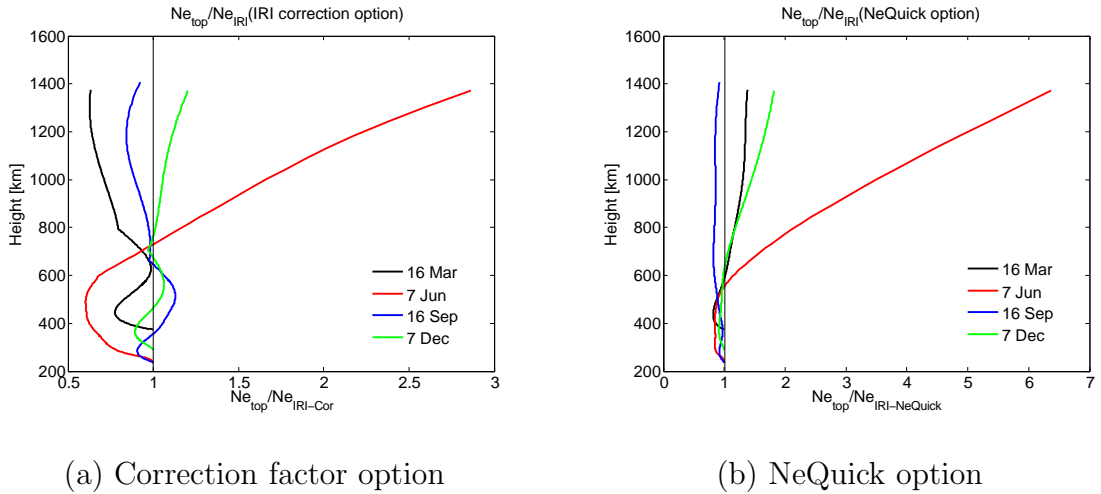 Ne_top/Ne_IRI(IRI correction option)
1600
1400
1200
1000
800
600
400
200
Height [km]
16 Mar
7 Jun
16 Sep
7 Dec
0.5 1 1.5 2 2.5 3
Ne_top/Ne_IRI−Cor
(a) Correction factor option
Ne_top/Ne_IRI(NeQuick option)
1600
1400
1200
1000
800
600
400
200
Height [km]
16 Mar
7 Jun
16 Sep
7 Dec
0 1 2 3 4 5 6 7
Ne_top/Ne_IRI−NeQuick
(b) NeQuick option